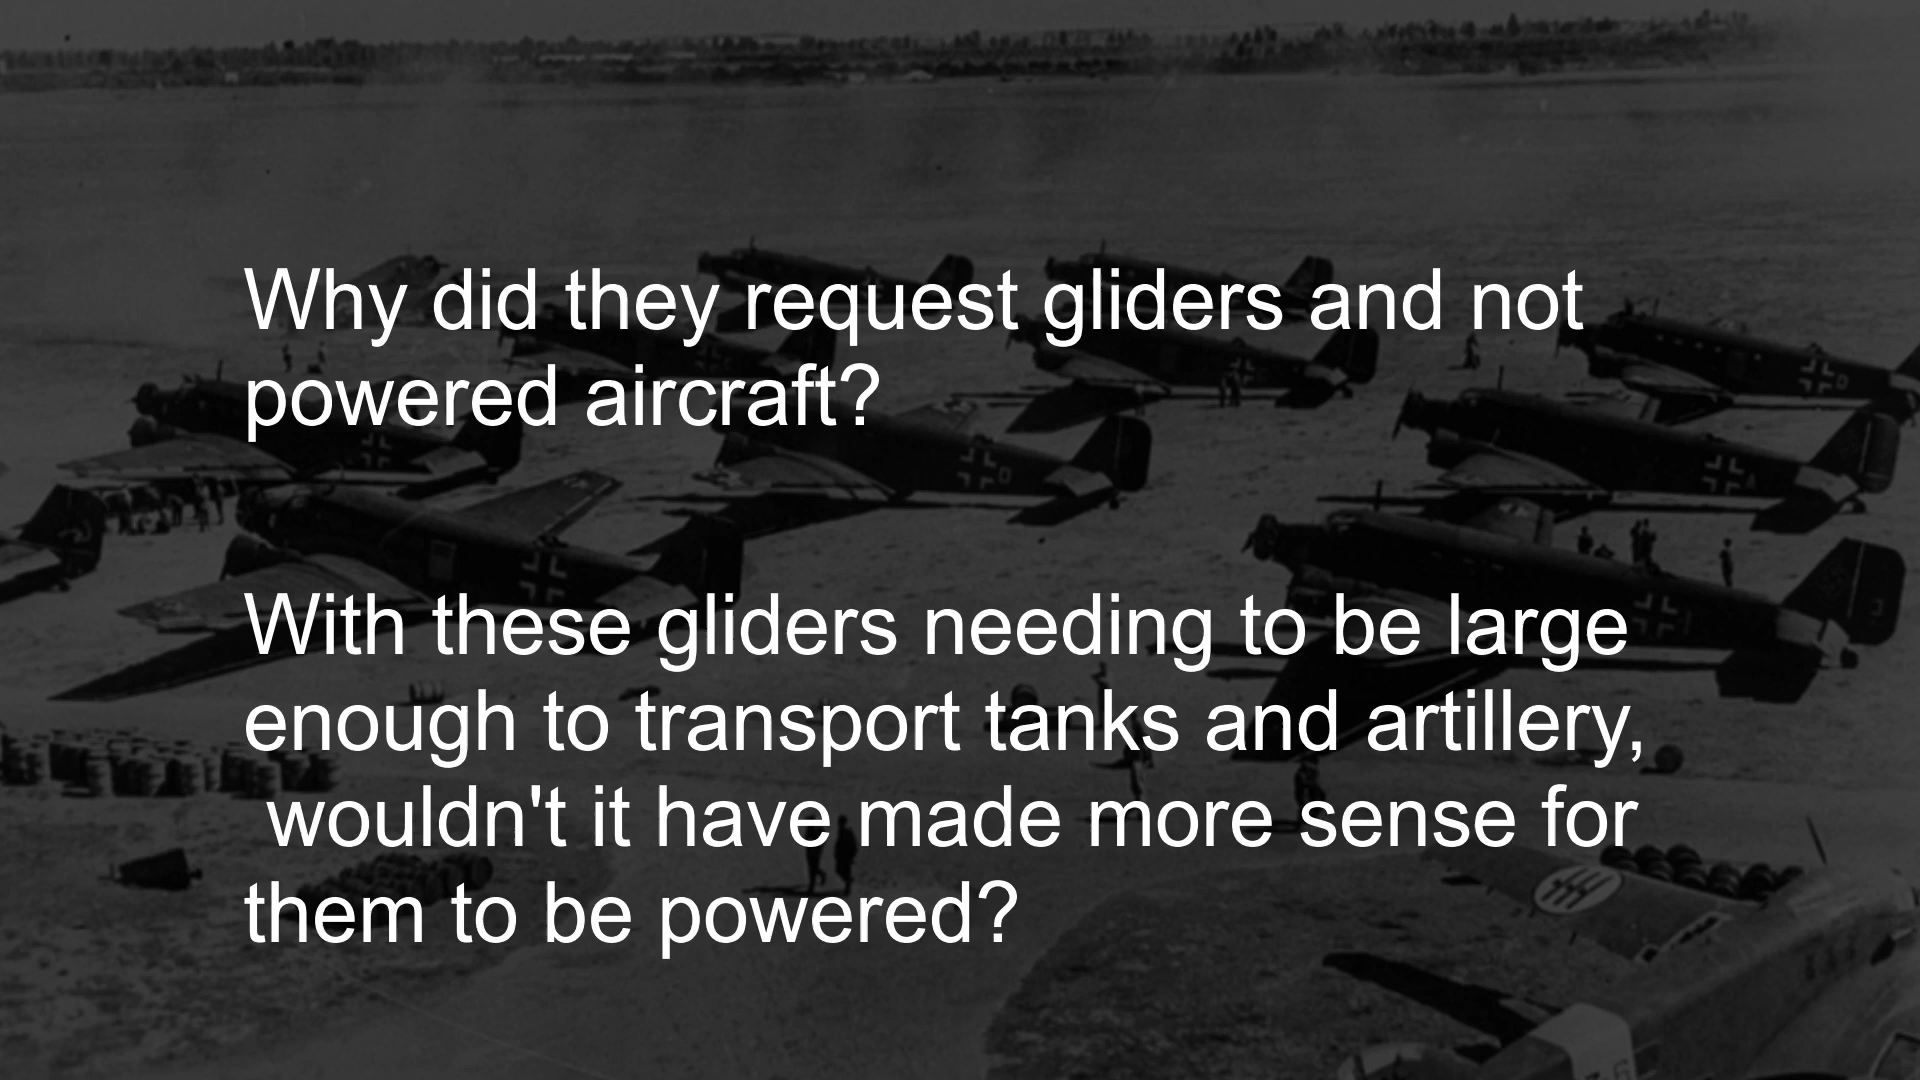 Why did they request gliders and not
powered aircraft?
With these gliders needing to be large
enough to transport tanks and artillery,
wouldn't it have made more sense for
them to be powered?